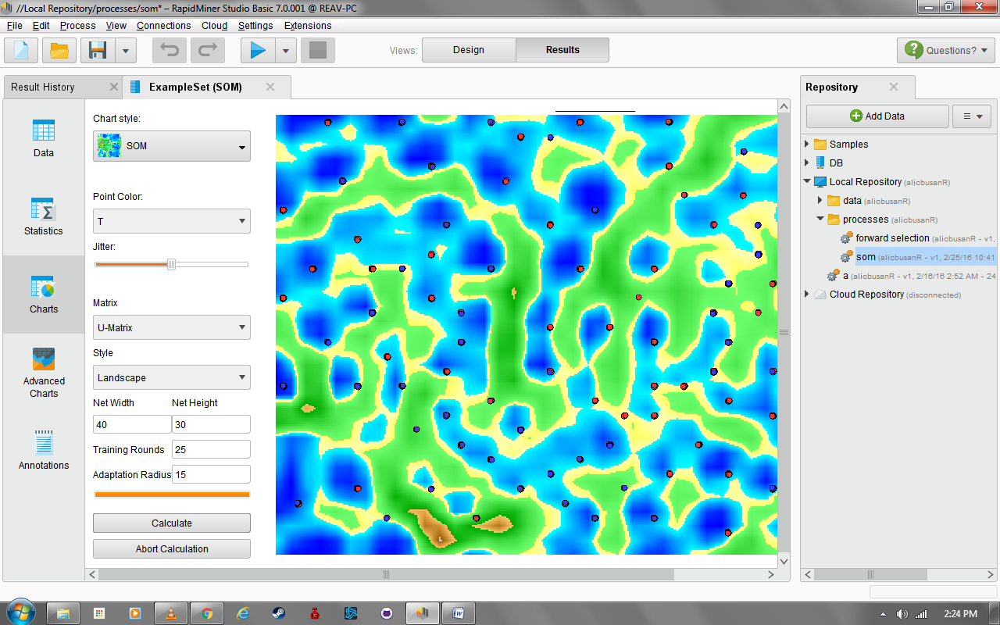 //Local Repository/processes/som* – RapidMiner Studio Basic 7.0.001 @ REAV-PC
File Edit Process View Connections Cloud Settings Extensions
Views: Design Results Questions?
Result History ExampleSet (SOM) Repository
Data
Statistics
Charts
Advanced
Charts
Annotations
Chart style:
SOM
Point Color:
T
Jitter:
Matrix
U-Matrix
Style
Landscape
Net Width Net Height
40 30
Training Rounds 25
Adaptation Radius 15
Calculate
Abort Calculation
Add Data
Samples
DB
Local Repository (alicbusanR)
data (alicbusanR)
processes (alicbusanR)
forward selection (alicbusanR - v1,
som (alicbusanR - v1, 2/25/16 10:41
a (alicbusanR - v1, 2/16/16 2:52 AM - 24
Cloud Repository (disconnected)
2:24 PM